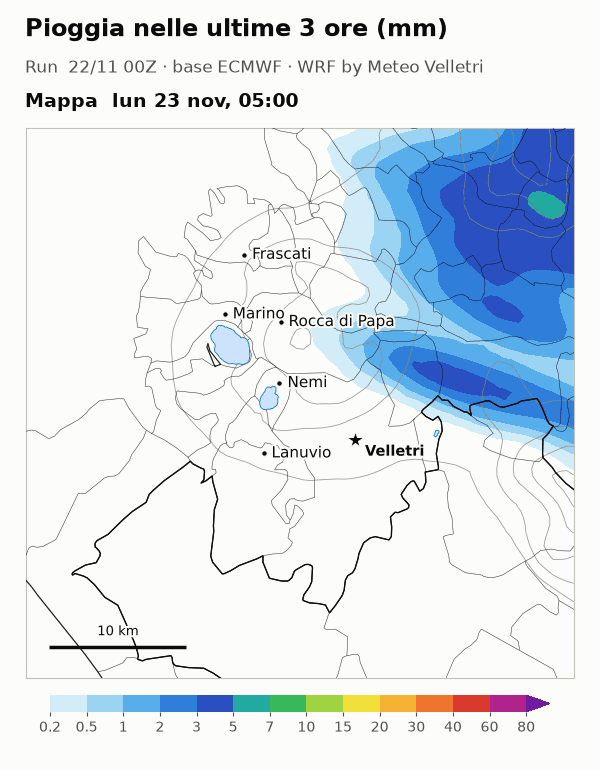 Pioggia nelle ultime 3 ore (mm)
Run  22/11 00Z · base ECMWF · WRF by Meteo Velletri
Mappa  lun 23 nov, 05:00
Frascati
Marino
Rocca di Papa
Nemi
Velletri
Lanuvio
10 km
0.2 0.5 1 2 3 5 7 10 15 20 30 40 60 80